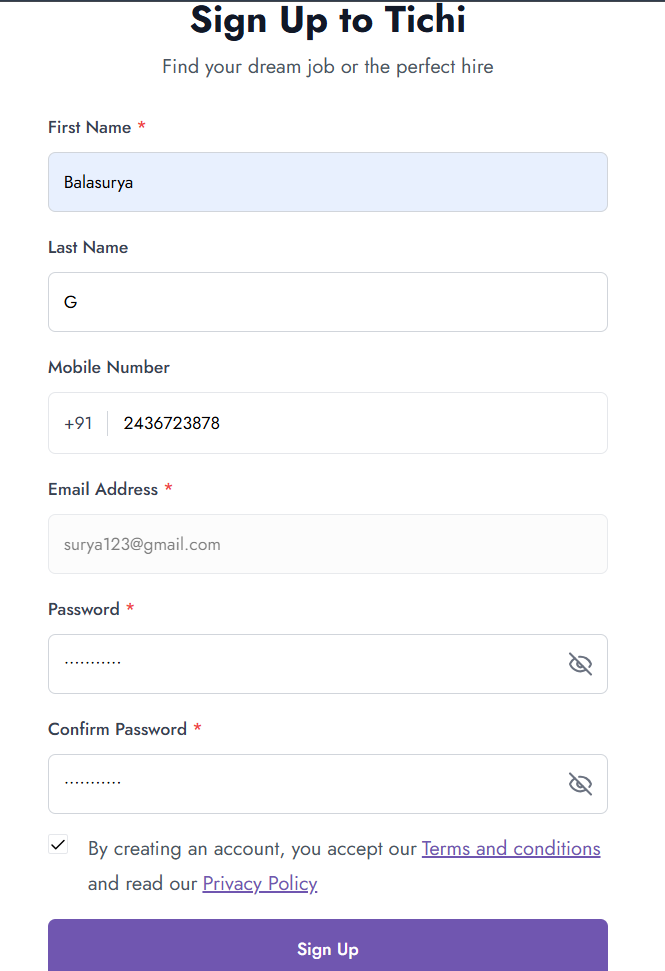 Sign Up to Tichi
Find your dream job or the perfect hire
First Name *
Balasurya
Last Name
G
Mobile Number
+91 2436723878
Email Address *
surya123@gmail.com
Password *
···········
Confirm Password *
···········
By creating an account, you accept our Terms and conditions
and read our Privacy Policy
Sign Up